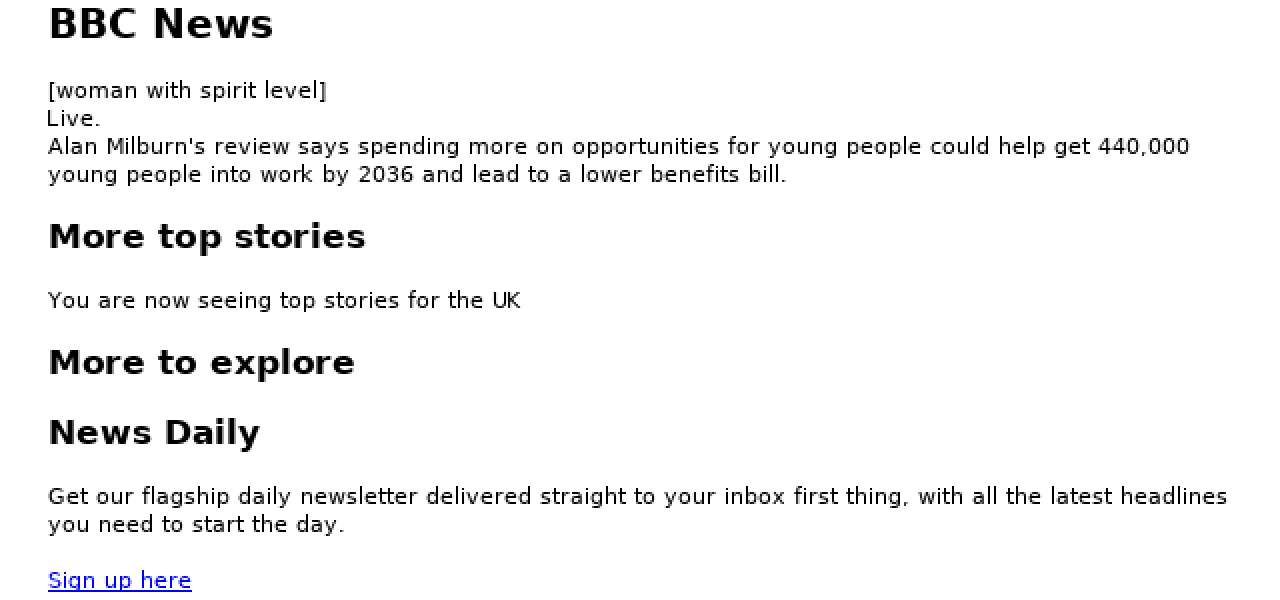 BBC News
[woman with spirit level]
Live.
Alan Milburn's review says spending more on opportunities for young people could help get 440,000
young people into work by 2036 and lead to a lower benefits bill.
More top stories
You are now seeing top stories for the UK
More to explore
News Daily
Get our flagship daily newsletter delivered straight to your inbox first thing, with all the latest headlines
you need to start the day.
Sign up here